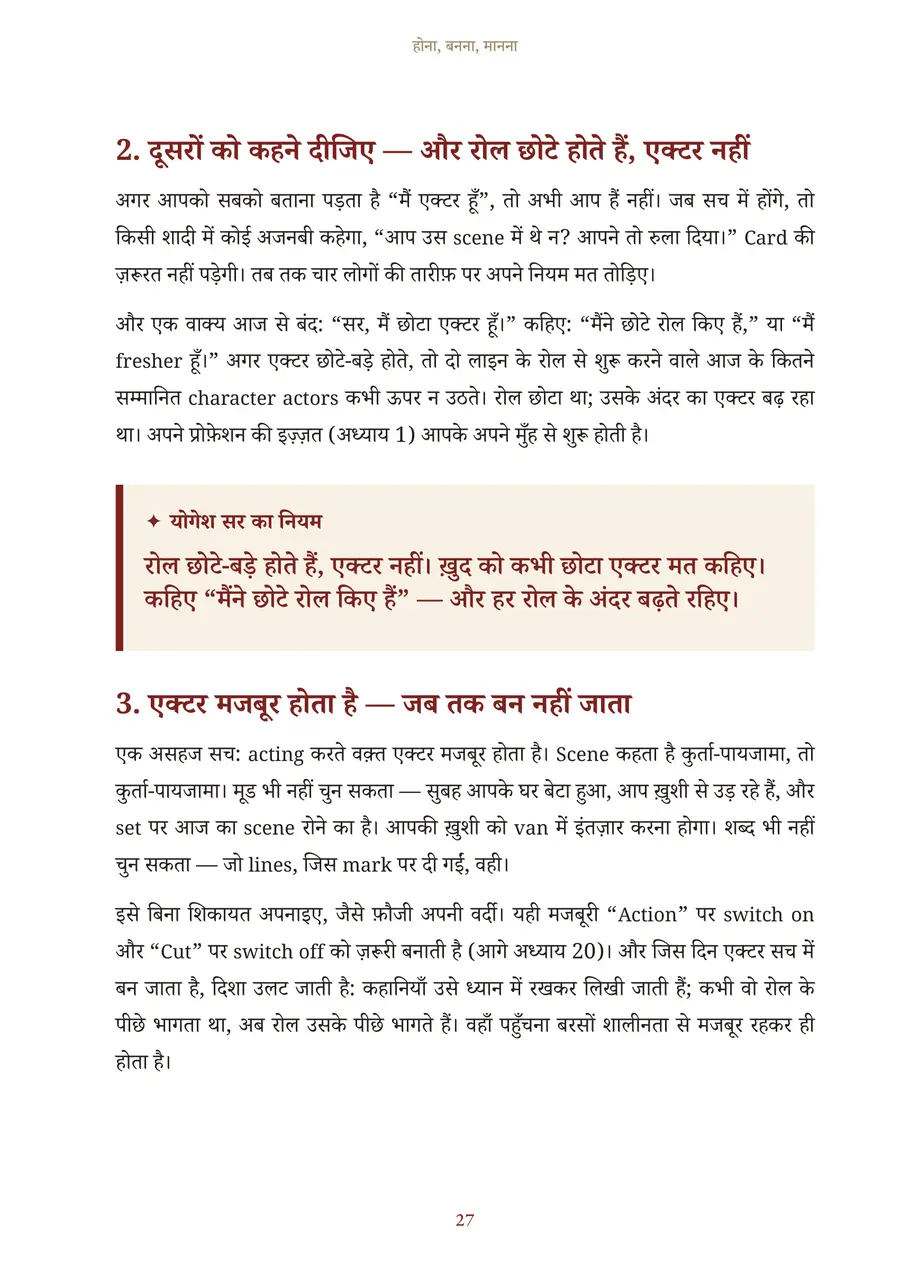 होना, बनना, मानना
2. दूसरों को कहने दीजिए — और रोल छोटे होते हैं, एक्टर नहीं
अगर आपको सबको बताना पड़ता है “मैं एक्टर हूँ”, तो अभी आप हैं नहीं। जब सच में होंगे, तो
किसी शादी में कोई अजनबी कहेगा, “आप उस scene में थे न? आपने तो रुला दिया।” Card की
ज़रूरत नहीं पड़ेगी। तब तक चार लोगों की तारीफ़ पर अपने नियम मत तोड़िए।
और एक वाक्य आज से बंद: “सर, मैं छोटा एक्टर हूँ।” कहिए: “मैंने छोटे रोल किए हैं,” या “मैं
fresher हूँ।” अगर एक्टर छोटे-बड़े होते, तो दो लाइन के रोल से शुरू करने वाले आज के कितने
सम्मानित character actors कभी ऊपर न उठते। रोल छोटा था; उसके अंदर का एक्टर बढ़ रहा
था। अपने प्रोफ़ेशन की इज़्ज़त (अध्याय 1) आपके अपने मुँह से शुरू होती है।
✦ योगेश सर का नियम
रोल छोटे-बड़े होते हैं, एक्टर नहीं। ख़ुद को कभी छोटा एक्टर मत कहिए।
कहिए “मैंने छोटे रोल किए हैं” — और हर रोल के अंदर बढ़ते रहिए।
3. एक्टर मजबूर होता है — जब तक बन नहीं जाता
एक असहज सच: acting करते वक़्त एक्टर मजबूर होता है। Scene कहता है कुर्ता-पायजामा, तो
कुर्ता-पायजामा। मूड भी नहीं चुन सकता — सुबह आपके घर बेटा हुआ, आप ख़ुशी से उड़ रहे हैं, और
set पर आज का scene रोने का है। आपकी ख़ुशी को van में इंतज़ार करना होगा। शब्द भी नहीं
चुन सकता — जो lines, जिस mark पर दी गईं, वही।
इसे बिना शिकायत अपनाइए, जैसे फ़ौजी अपनी वर्दी। यही मजबूरी “Action” पर switch on
और “Cut” पर switch off को ज़रूरी बनाती है (आगे अध्याय 20)। और जिस दिन एक्टर सच में
बन जाता है, दिशा उलट जाती है: कहानियाँ उसे ध्यान में रखकर लिखी जाती हैं; कभी वो रोल के
पीछे भागता था, अब रोल उसके पीछे भागते हैं। वहाँ पहुँचना बरसों शालीनता से मजबूर रहकर ही
होता है।
27